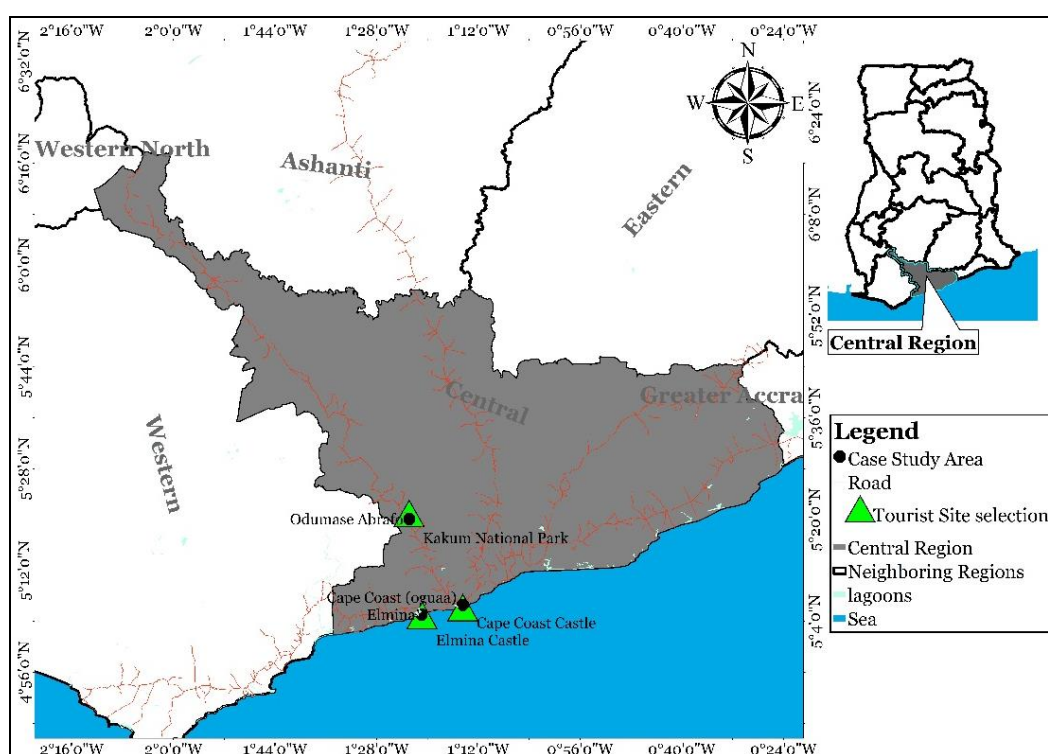 2°16'0"W 2°0'0"W 1°44'0"W 1°28'0"W 1°12'0"W 0°56'0"W 0°40'0"W 0°24'0"W
6°32'0"N
6°16'0"N
6°0'0"N
5°44'0"N
5°28'0"N
5°12'0"N
4°56'0"N
N
W E
S
Western North
Ashanti
Eastern
Central
Greater Accra
Western
Odumase Abrafo
Kakum National Park
Cape Coast (oguaa)
Elmina
Cape Coast Castle
Elmina Castle
6°24'0"N
6°8'0"N
5°52'0"N
5°36'0"N
5°20'0"N
5°4'0"N
2°16'0"W 2°0'0"W 1°44'0"W 1°28'0"W 1°12'0"W 0°56'0"W 0°40'0"W 0°24'0"W
Central Region
Legend
Case Study Area
Road
Tourist Site selection
Central Region
Neighboring Regions
lagoons
Sea